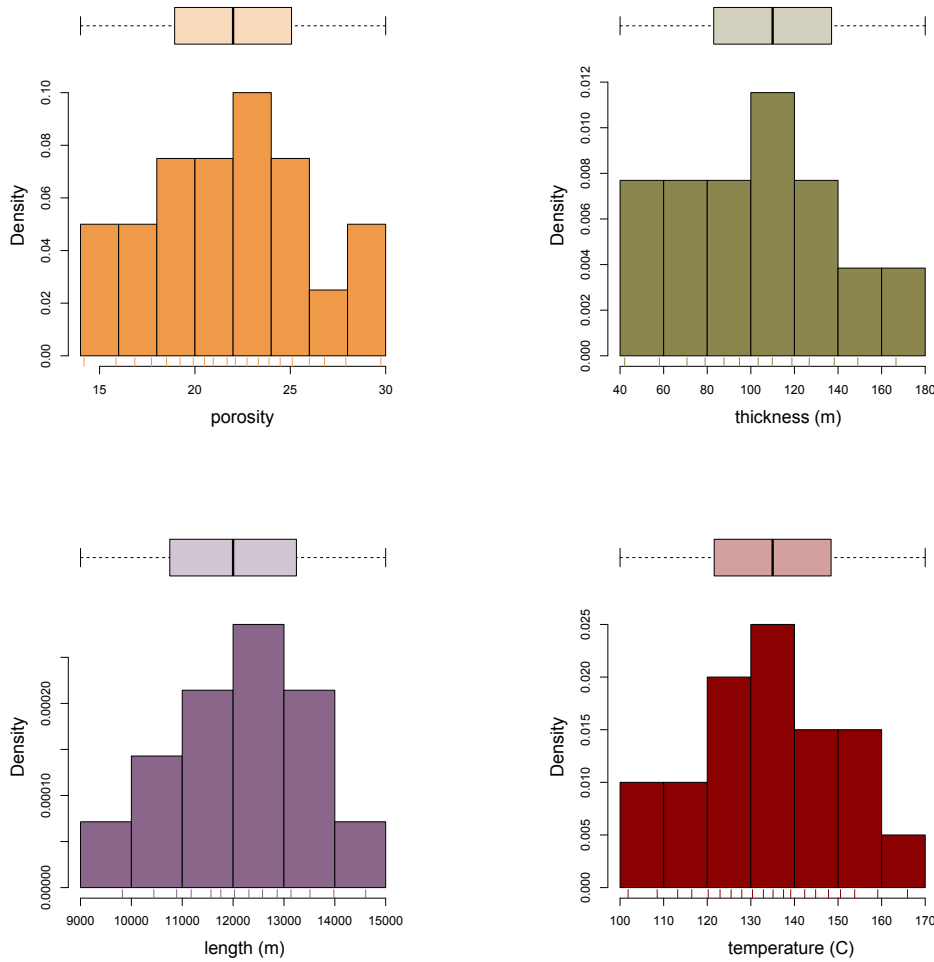 Density
0.00 0.02 0.04 0.06 0.08 0.10
15 20 25 30
porosity
Density
0.000 0.002 0.004 0.006 0.008 0.010 0.012
40 60 80 100 120 140 160 180
thickness (m)
Density
0.00000 0.00010 0.00020
9000 10000 11000 12000 13000 14000 15000
length (m)
Density
0.000 0.005 0.010 0.015 0.020 0.025
100 110 120 130 140 150 160 170
temperature (C)